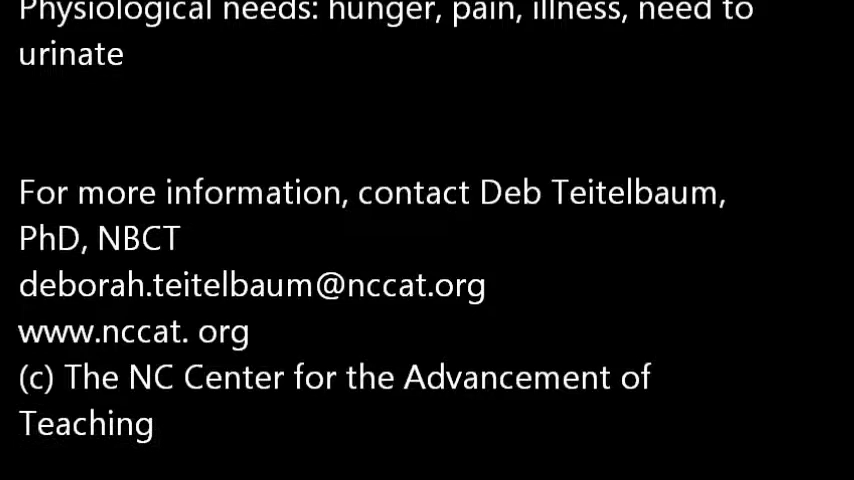 Physiological needs: hunger, pain, illness, need to
urinate
For more information, contact Deb Teitelbaum,
PhD, NBCT
deborah.teitelbaum@nccat.org
www.nccat. org
(c) The NC Center for the Advancement of
Teaching